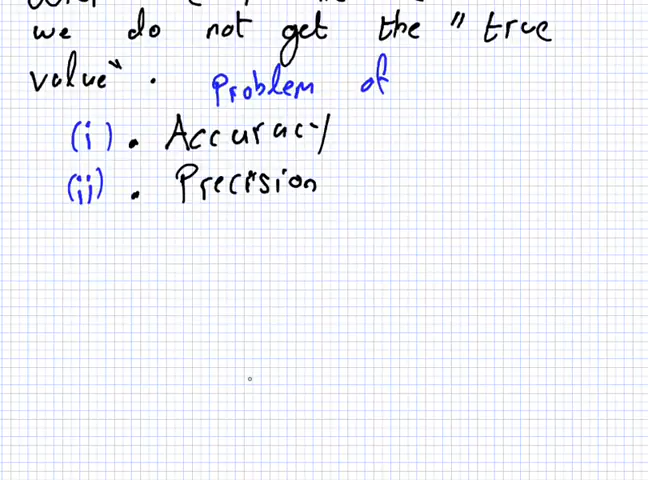 we do not get the "true
value". Problem of
(i). Accuracy
(ii). Precision